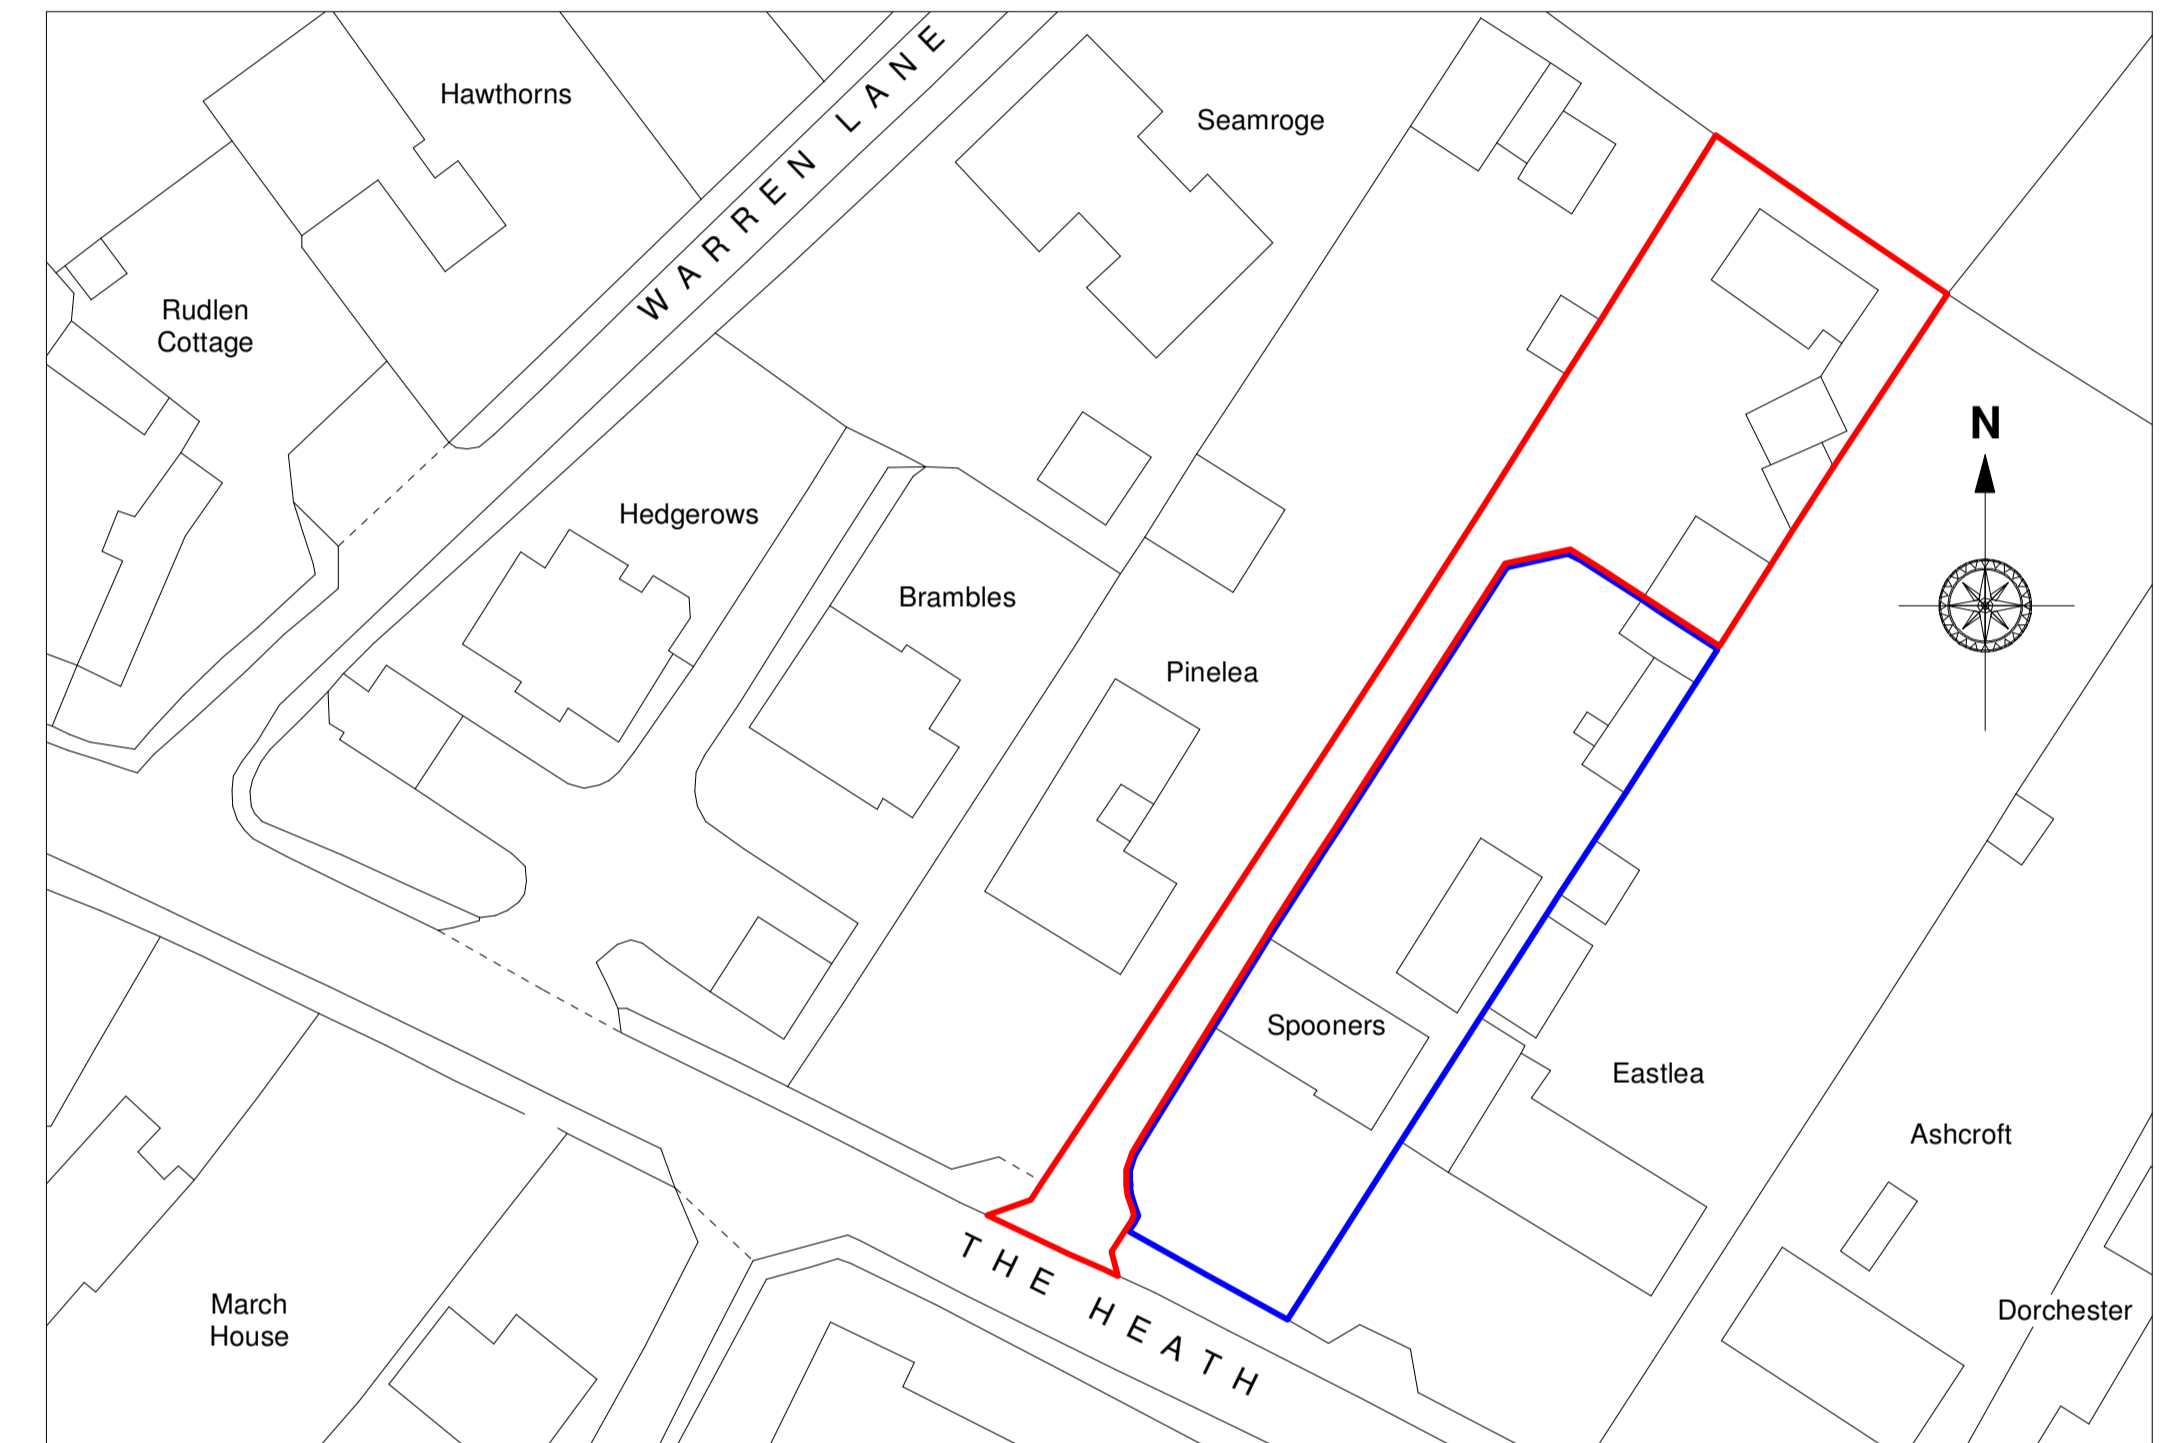 Hawthorns
WARREN LANE
Seamroge
Rudlen
Cottage
N
Hedgerows
Brambles
Pinelea
Spooners
Eastlea
Ashcroft
THE HEATH
March
House
Dorchester